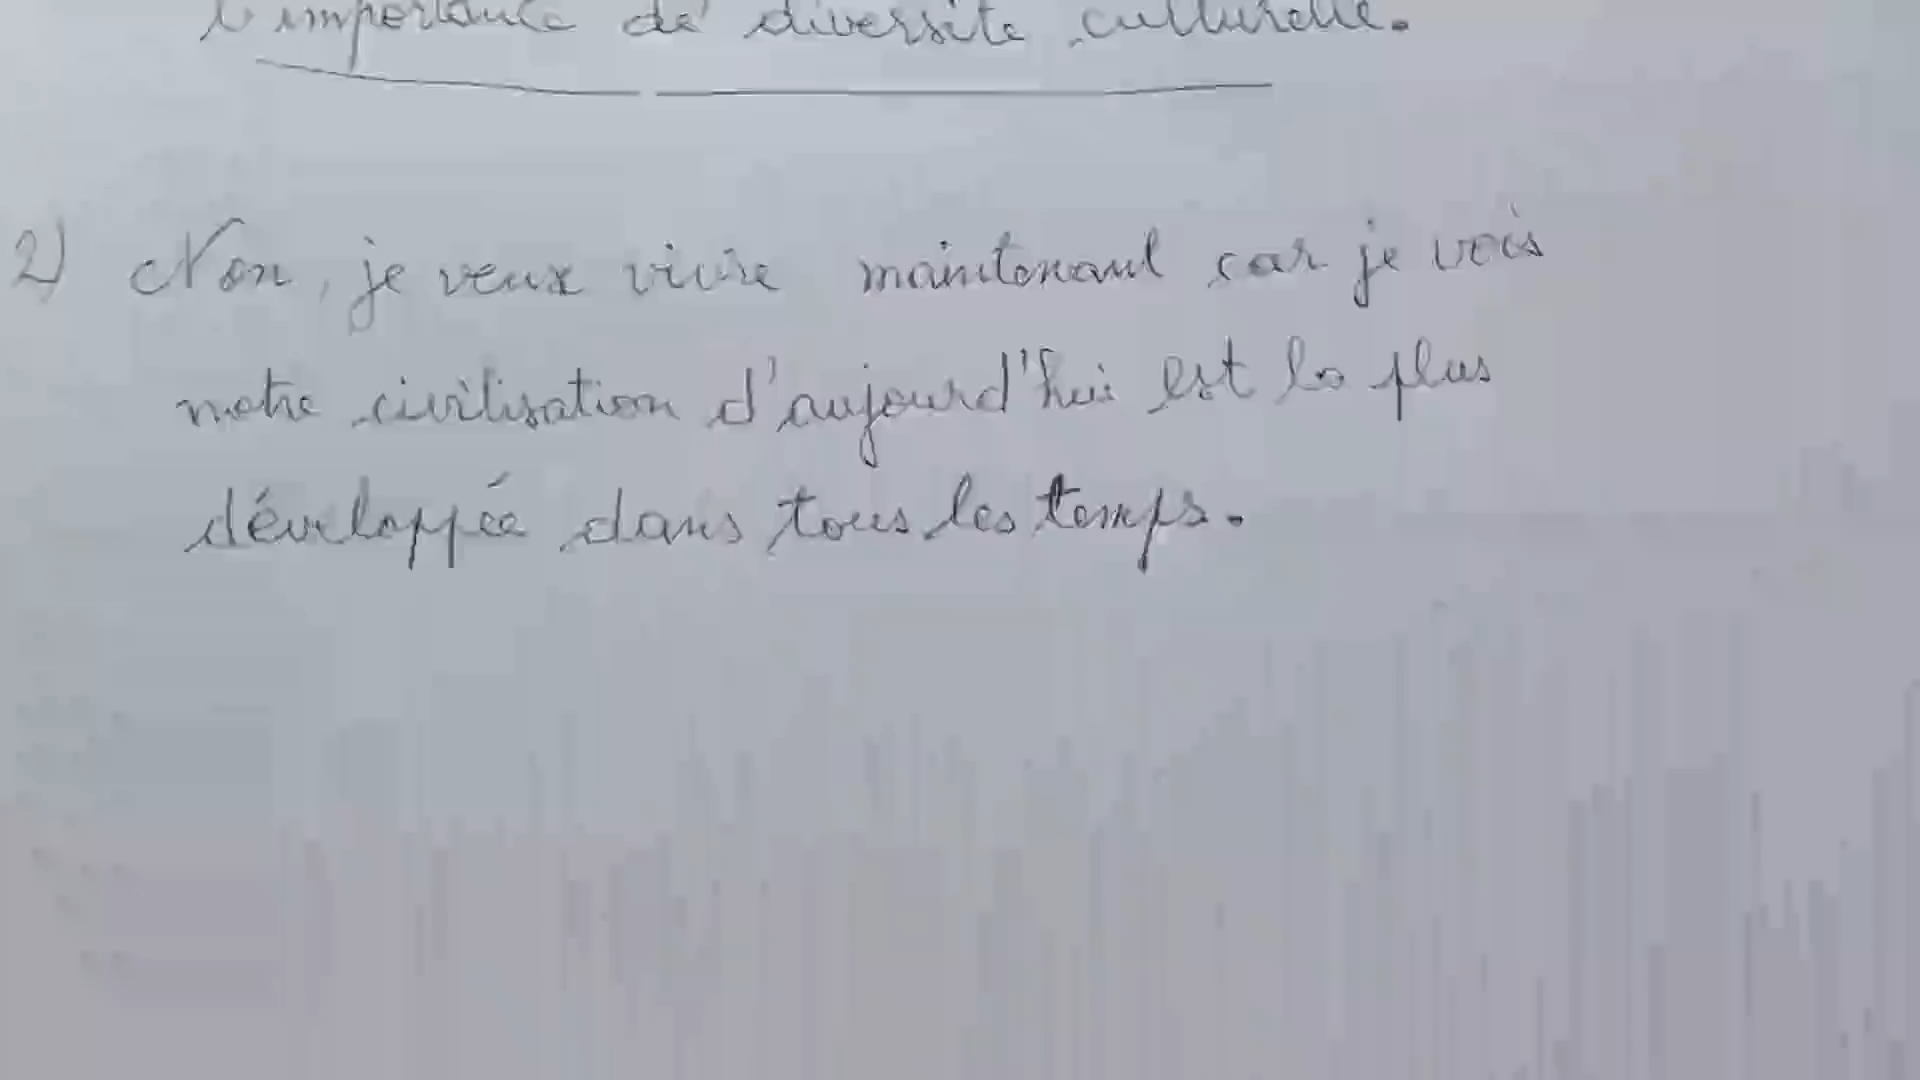 l'importance de diversité culturelle.
2) Non, je veux vivre maintenant car je vois
notre civilisation d'aujourd'hui est la plus
développée dans tous les temps.